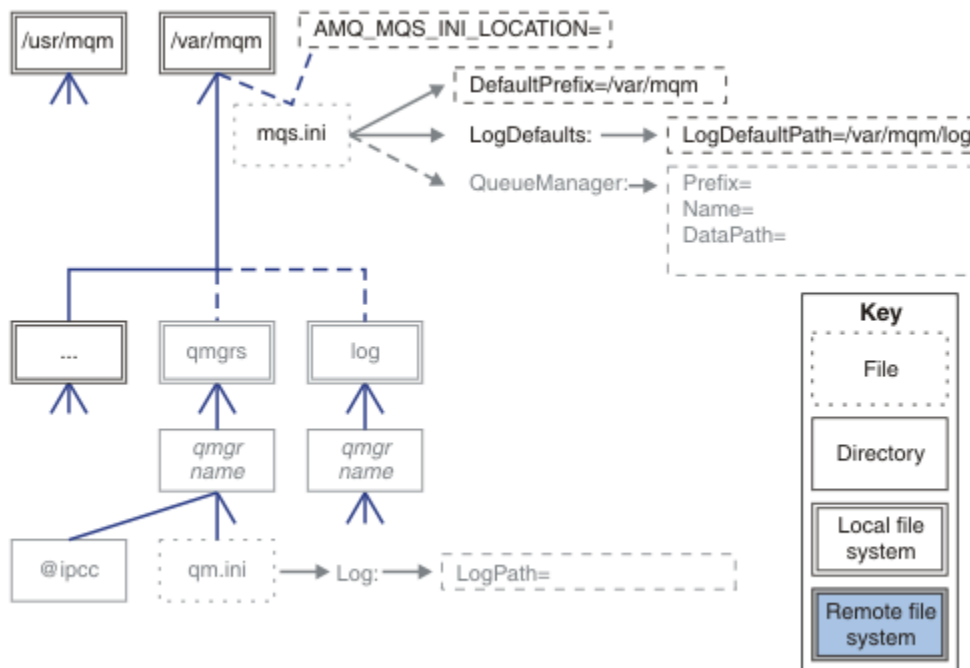 /usr/mqm
/var/mqm
AMQ_MQS_INI_LOCATION=
mqs.ini
DefaultPrefix=/var/mqm
LogDefaults:
LogDefaultPath=/var/mqm/log
QueueManager:
Prefix=
Name=
DataPath=
...
qmgrs
log
qmgr
name
qmgr
name
@ipcc
qm.ini
Log:
LogPath=
Key
File
Directory
Local file
system
Remote file
system